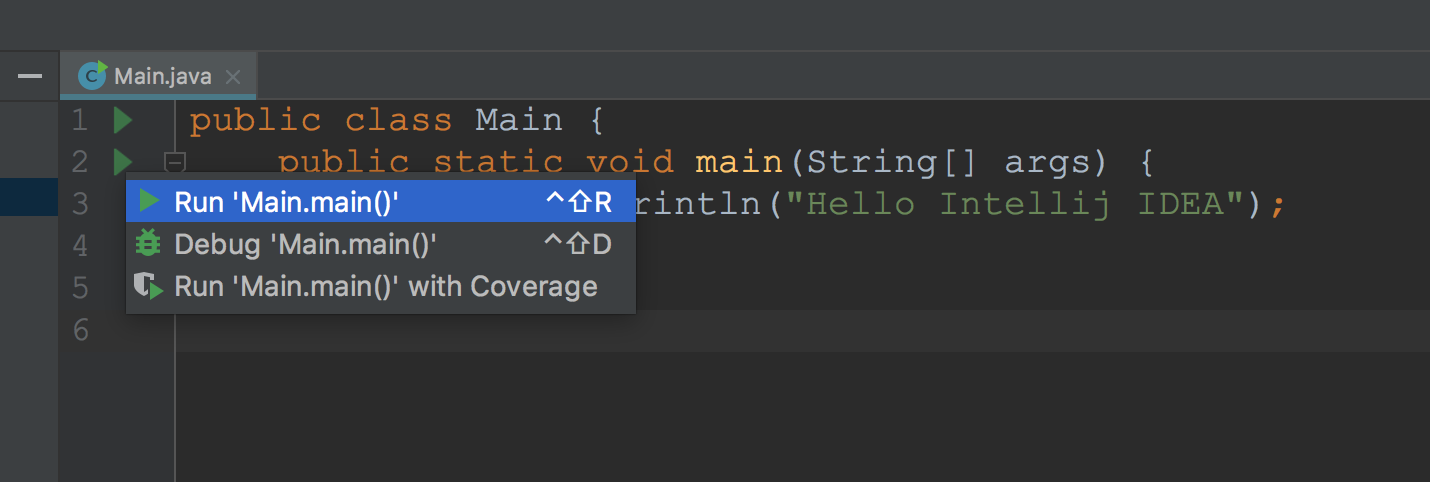 Main.java
1 public class Main {
2 public static void main(String[] args) {
3 rintln("Hello Intellij IDEA");
Run 'Main.main()' ^⇧R
4
Debug 'Main.main()' ^⇧D
5
Run 'Main.main()' with Coverage
6